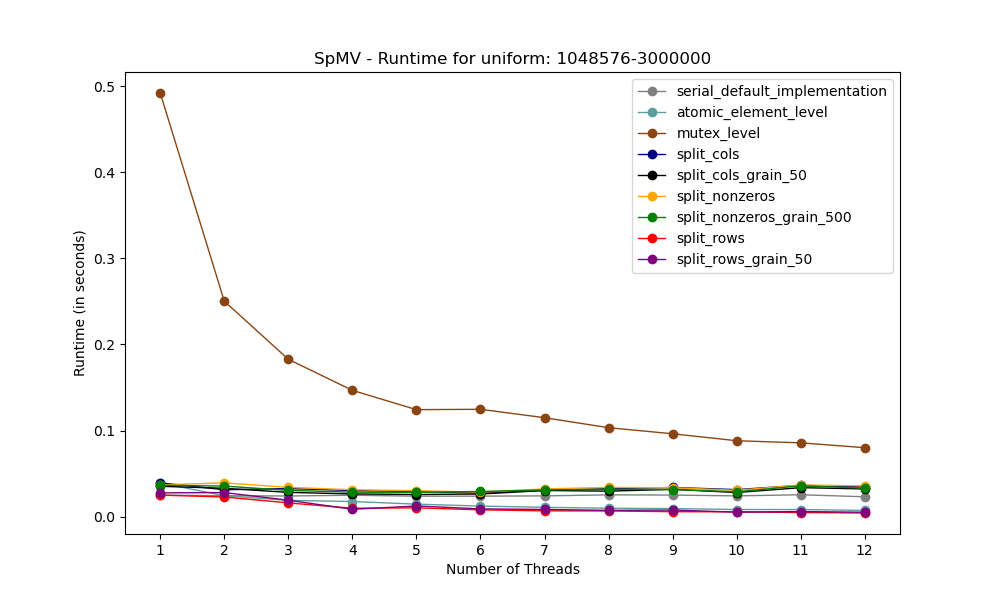 SpMV - Runtime for uniform: 1048576-3000000
Runtime (in seconds)
0.5
0.4
0.3
0.2
0.1
0.0
serial_default_implementation
atomic_element_level
mutex_level
split_cols
split_cols_grain_50
split_nonzeros
split_nonzeros_grain_500
split_rows
split_rows_grain_50
1 2 3 4 5 6 7 8 9 10 11 12
Number of Threads